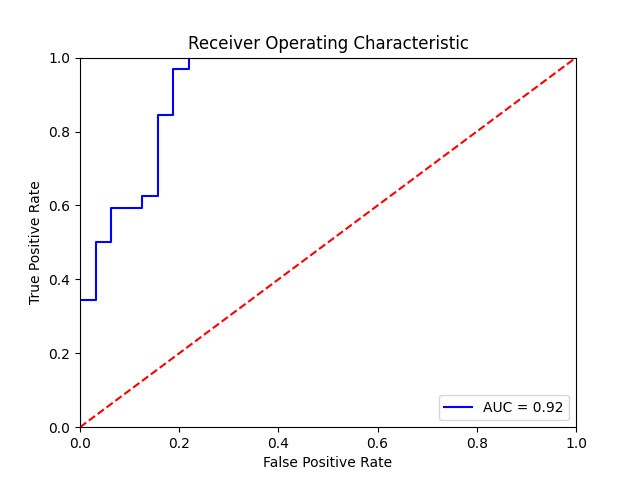 Receiver Operating Characteristic
1.0
0.8
0.6
0.4
0.2
0.0
True Positive Rate
AUC = 0.92
0.0 0.2 0.4 0.6 0.8 1.0
False Positive Rate